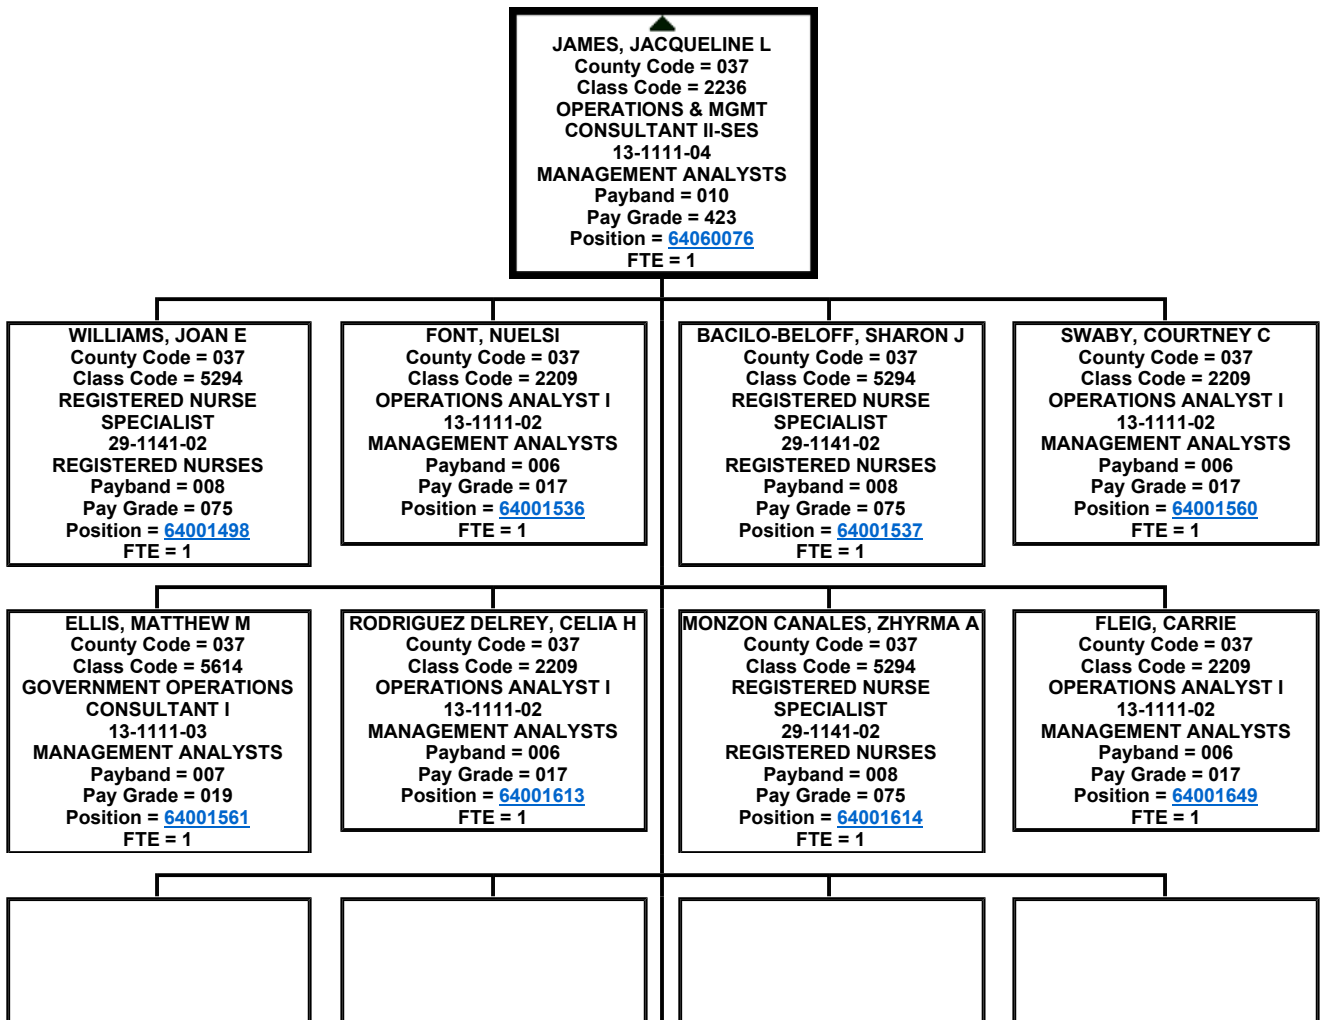 JAMES, JACQUELINE L
County Code = 037
Class Code = 2236
OPERATIONS & MGMT
CONSULTANT II-SES
13-1111-04
MANAGEMENT ANALYSTS
Payband = 010
Pay Grade = 423
Position = 64060076
FTE = 1
WILLIAMS, JOAN E
County Code = 037
Class Code = 5294
REGISTERED NURSE
SPECIALIST
29-1141-02
REGISTERED NURSES
Payband = 008
Pay Grade = 075
Position = 64001498
FTE = 1
FONT, NUELSI
County Code = 037
Class Code = 2209
OPERATIONS ANALYST I
13-1111-02
MANAGEMENT ANALYSTS
Payband = 006
Pay Grade = 017
Position = 64001536
FTE = 1
BACILO-BELOFF, SHARON J
County Code = 037
Class Code = 5294
REGISTERED NURSE
SPECIALIST
29-1141-02
REGISTERED NURSES
Payband = 008
Pay Grade = 075
Position = 64001537
FTE = 1
SWABY, COURTNEY C
County Code = 037
Class Code = 2209
OPERATIONS ANALYST I
13-1111-02
MANAGEMENT ANALYSTS
Payband = 006
Pay Grade = 017
Position = 64001560
FTE = 1
ELLIS, MATTHEW M
County Code = 037
Class Code = 5614
GOVERNMENT OPERATIONS
CONSULTANT I
13-1111-03
MANAGEMENT ANALYSTS
Payband = 007
Pay Grade = 019
Position = 64001561
FTE = 1
RODRIGUEZ DELREY, CELIA H
County Code = 037
Class Code = 2209
OPERATIONS ANALYST I
13-1111-02
MANAGEMENT ANALYSTS
Payband = 006
Pay Grade = 017
Position = 64001613
FTE = 1
MONZON CANALES, ZHYRMA A
County Code = 037
Class Code = 5294
REGISTERED NURSE
SPECIALIST
29-1141-02
REGISTERED NURSES
Payband = 008
Pay Grade = 075
Position = 64001614
FTE = 1
FLEIG, CARRIE
County Code = 037
Class Code = 2209
OPERATIONS ANALYST I
13-1111-02
MANAGEMENT ANALYSTS
Payband = 006
Pay Grade = 017
Position = 64001649
FTE = 1